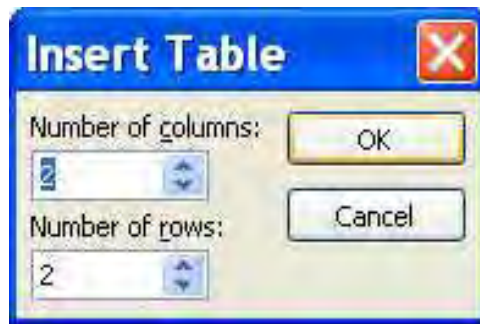 Insert Table
Number of columns:
2
OK
Number of rows:
2
Cancel